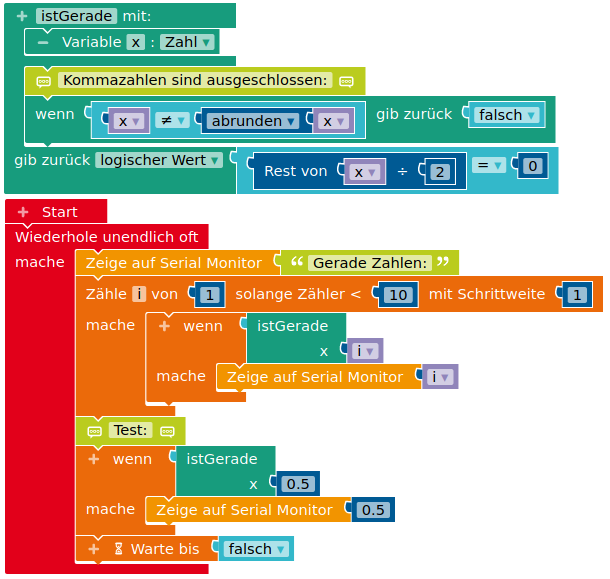 + istGerade mit:
− Variable x : Zahl ▾
Kommazahlen sind ausgeschlossen:
wenn x ▾ ≠ ▾ abrunden ▾ x ▾ gib zurück falsch ▾
gib zurück logischer Wert ▾ Rest von x ▾ ÷ 2 = ▾ 0
+ Start
Wiederhole unendlich oft
mache Zeige auf Serial Monitor “ Gerade Zahlen: ”
Zähle i von 1 solange Zähler < 10 mit Schrittweite 1
mache + wenn istGerade
x i ▾
mache Zeige auf Serial Monitor i ▾
Test:
+ wenn istGerade
x 0.5
mache Zeige auf Serial Monitor 0.5
+ ⌛ Warte bis falsch ▾